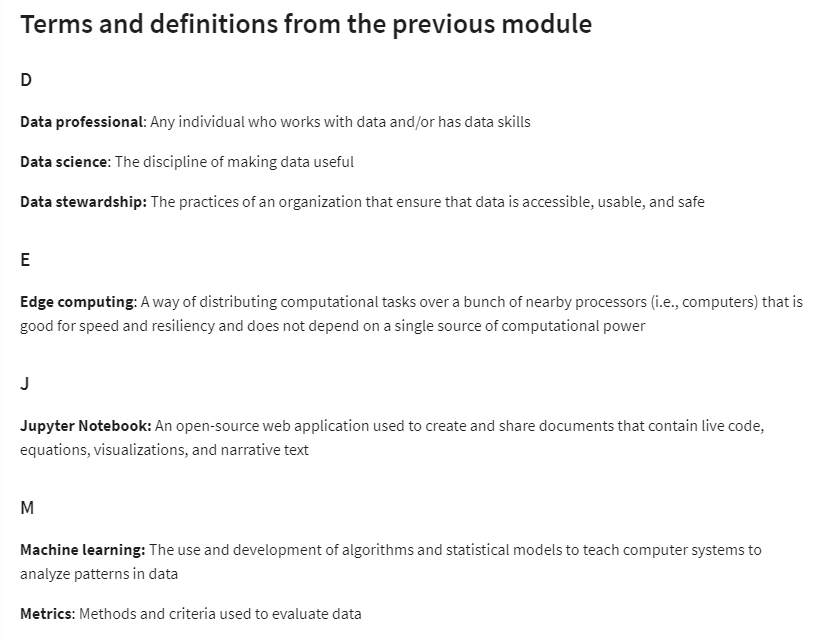 Terms and definitions from the previous module
D
Data professional: Any individual who works with data and/or has data skills
Data science: The discipline of making data useful
Data stewardship: The practices of an organization that ensure that data is accessible, usable, and safe
E
Edge computing: A way of distributing computational tasks over a bunch of nearby processors (i.e., computers) that is
good for speed and resiliency and does not depend on a single source of computational power
J
Jupyter Notebook: An open-source web application used to create and share documents that contain live code,
equations, visualizations, and narrative text
M
Machine learning: The use and development of algorithms and statistical models to teach computer systems to
analyze patterns in data
Metrics: Methods and criteria used to evaluate data